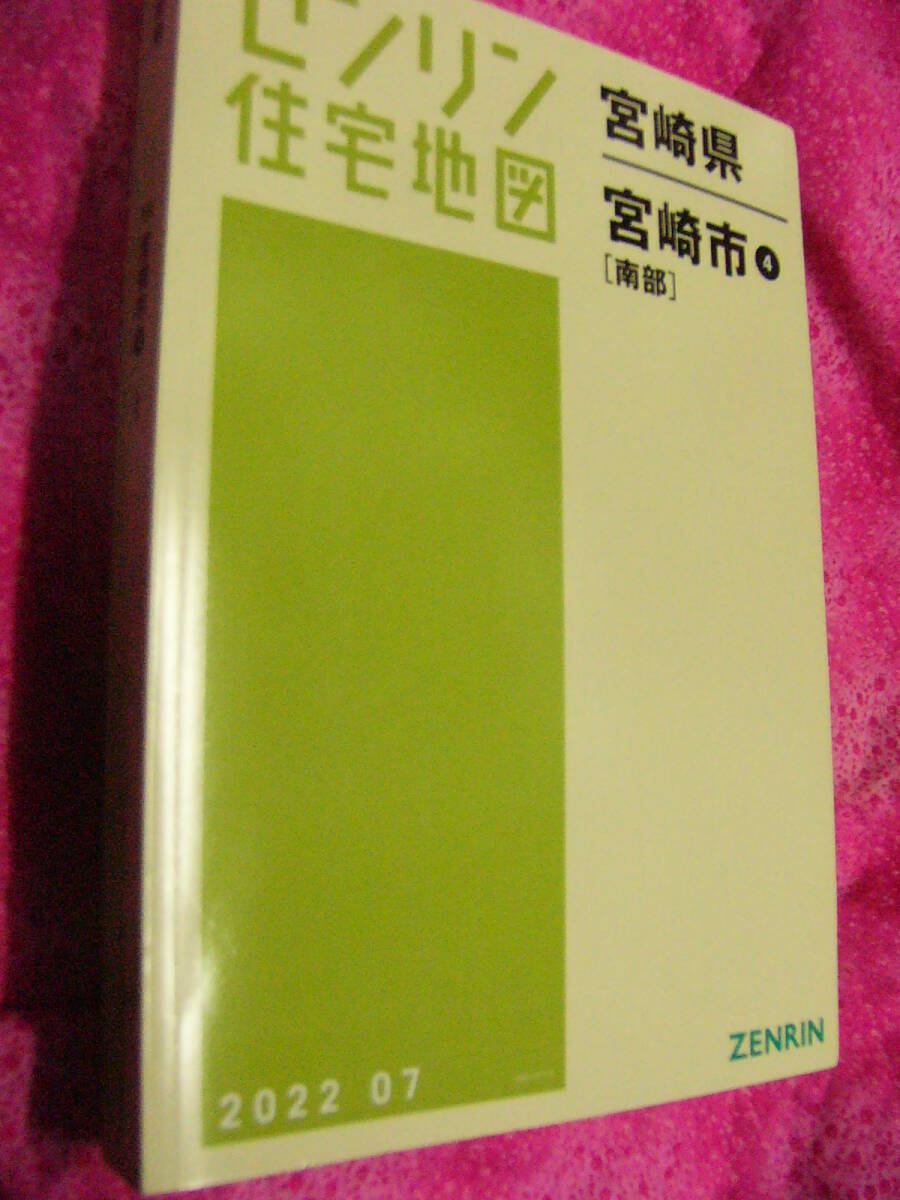 ゼンリン
住宅地図
宮崎県
宮崎市4
[南部]
2022 07
ZENRIN